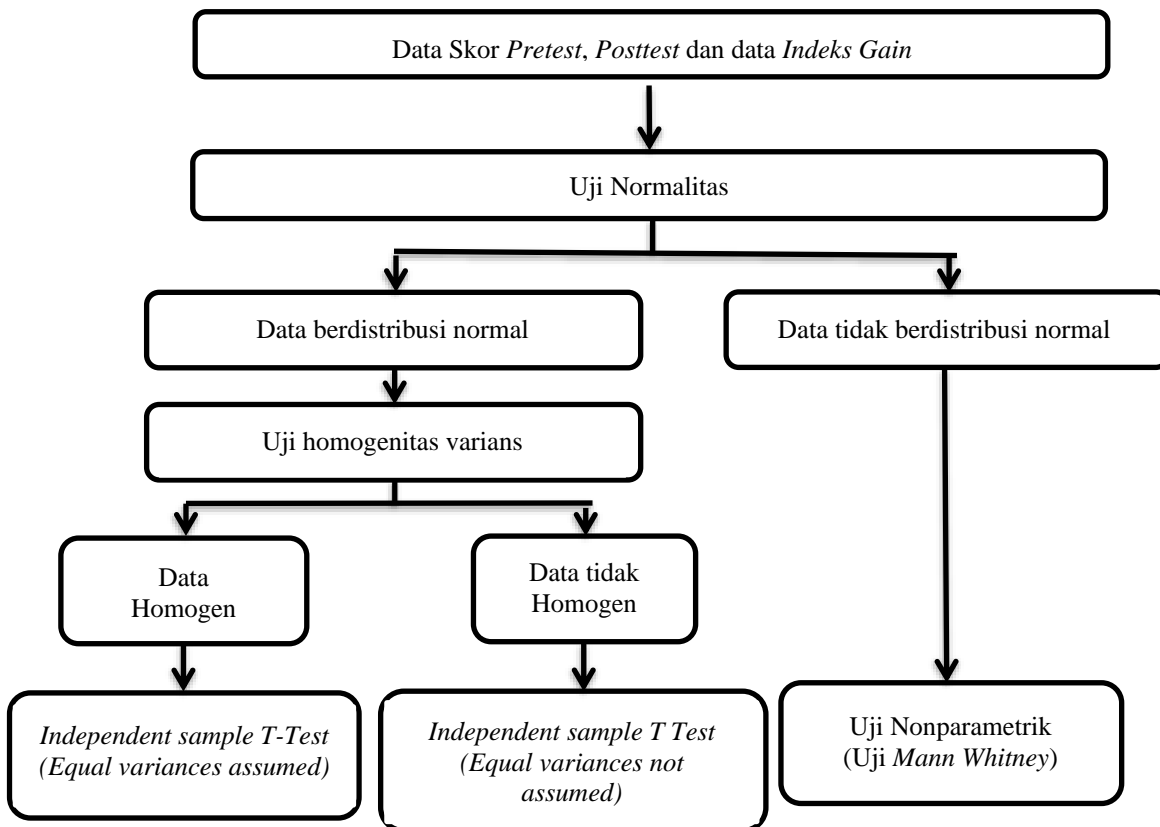 Data Skor Pretest, Posttest dan data Indeks Gain
Uji Normalitas
Data berdistribusi normal
Data tidak berdistribusi normal
Uji homogenitas varians
Data
Homogen
Data tidak
Homogen
Independent sample T-Test
(Equal variances assumed)
Independent sample T Test
(Equal variances not
assumed)
Uji Nonparametrik
(Uji Mann Whitney)